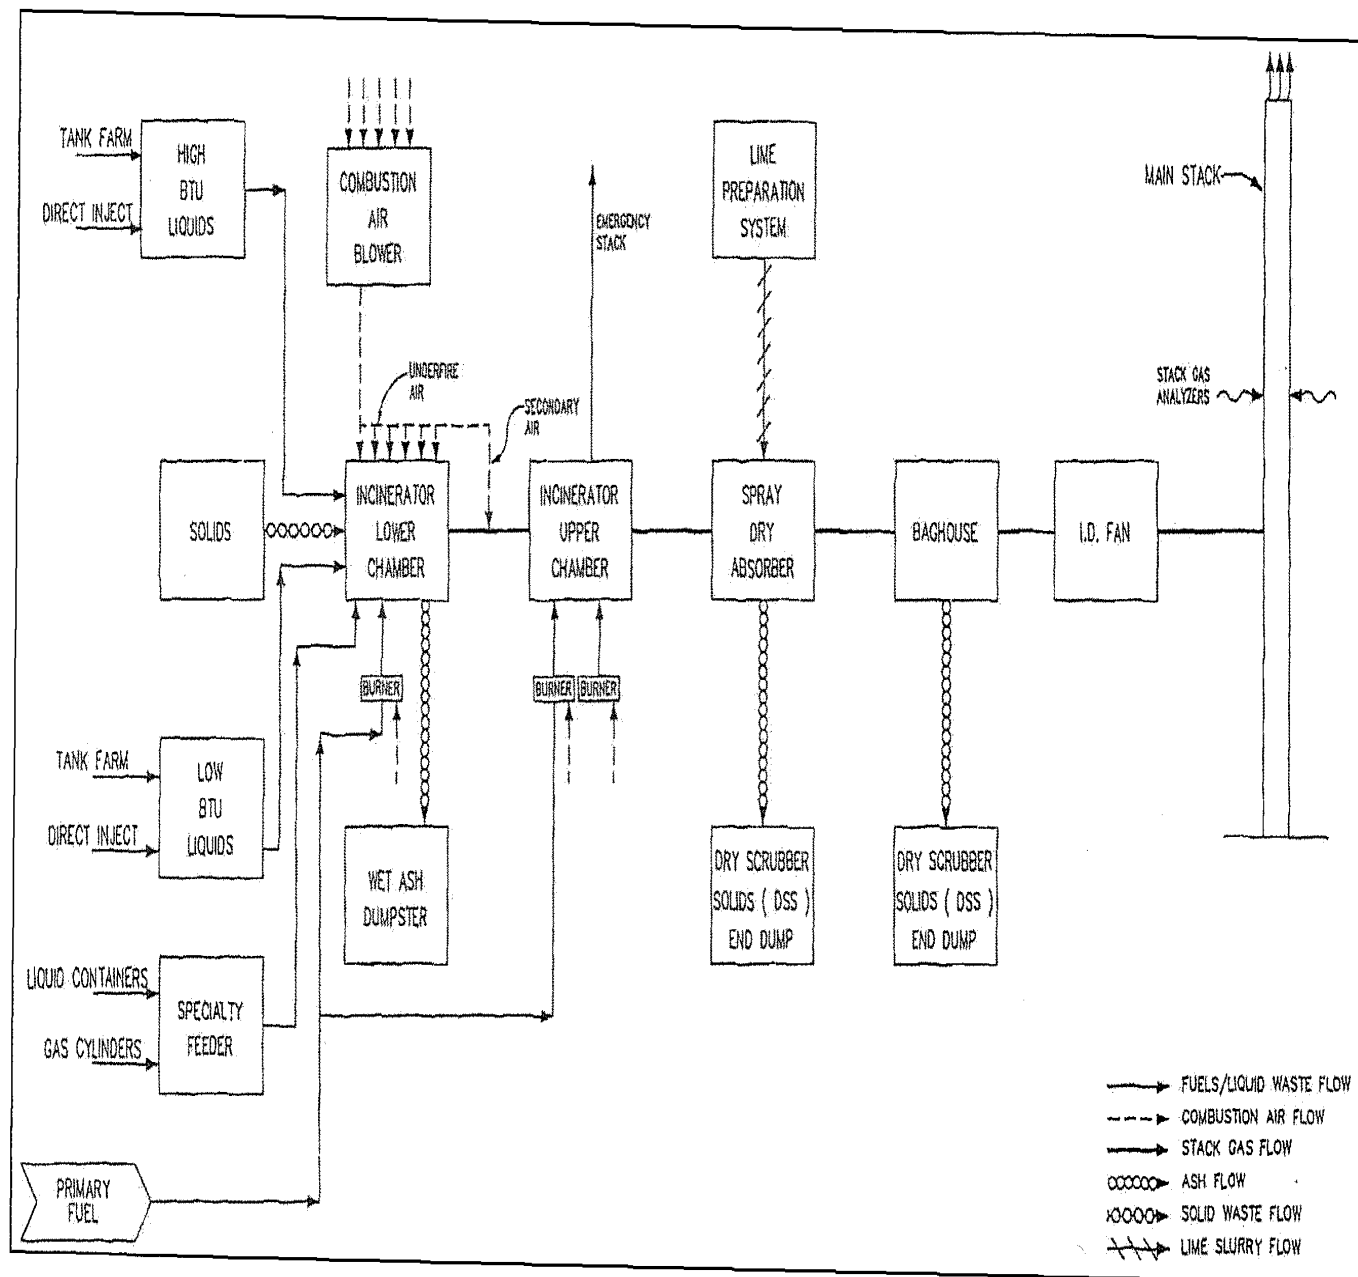 TANK FARM
DIRECT INJECT
HIGH
BTU
LIQUIDS
COMBUSTION
AIR
BLOWER
EMERGENCY
STACK
LIME
PREPARATION
SYSTEM
MAIN STACK
UNDERFIRE
AIR
SECONDARY
AIR
STACK GAS
ANALYZERS
SOLIDS
INCINERATOR
LOWER
CHAMBER
INCINERATOR
UPPER
CHAMBER
SPRAY
DRY
ABSORBER
BAGHOUSE
I.D. FAN
BURNER
BURNER
BURNER
TANK FARM
DIRECT INJECT
LOW
BTU
LIQUIDS
WET ASH
DUMPSTER
DRY SCRUBBER
SOLIDS ( DSS )
END DUMP
DRY SCRUBBER
SOLIDS ( DSS )
END DUMP
LIQUID CONTAINERS
GAS CYLINDERS
SPECIALTY
FEEDER
PRIMARY
FUEL
FUELS/LIQUID WASTE FLOW
COMBUSTION AIR FLOW
STACK GAS FLOW
ASH FLOW
SOLID WASTE FLOW
LIME SLURRY FLOW